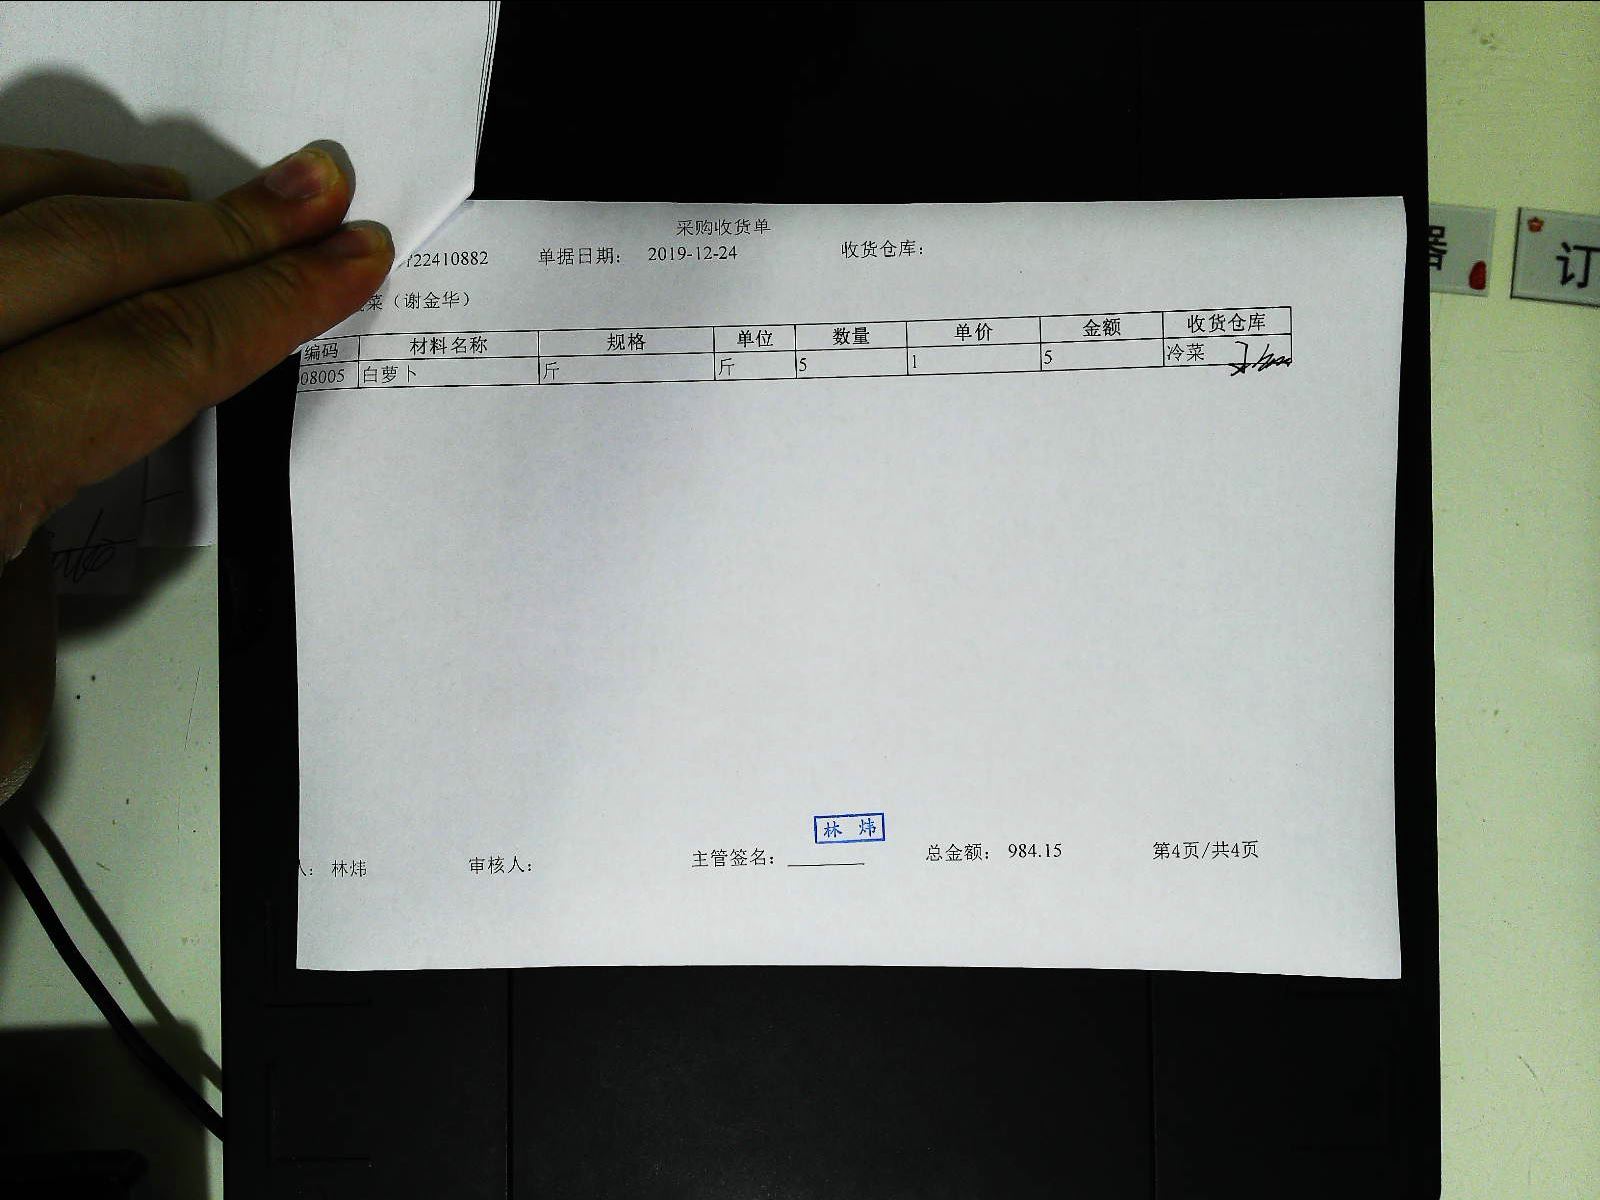 采购收货单
22410882 单据日期： 2019-12-24 收货仓库：
菜（谢金华）
编码 材料名称 规格 单位 数量 单价 金额 收货仓库
08005 白萝卜 斤 斤 5 1 5 冷菜
林 炜
人： 林炜 审核人： 主管签名： 总金额： 984.15 第4页/共4页
订